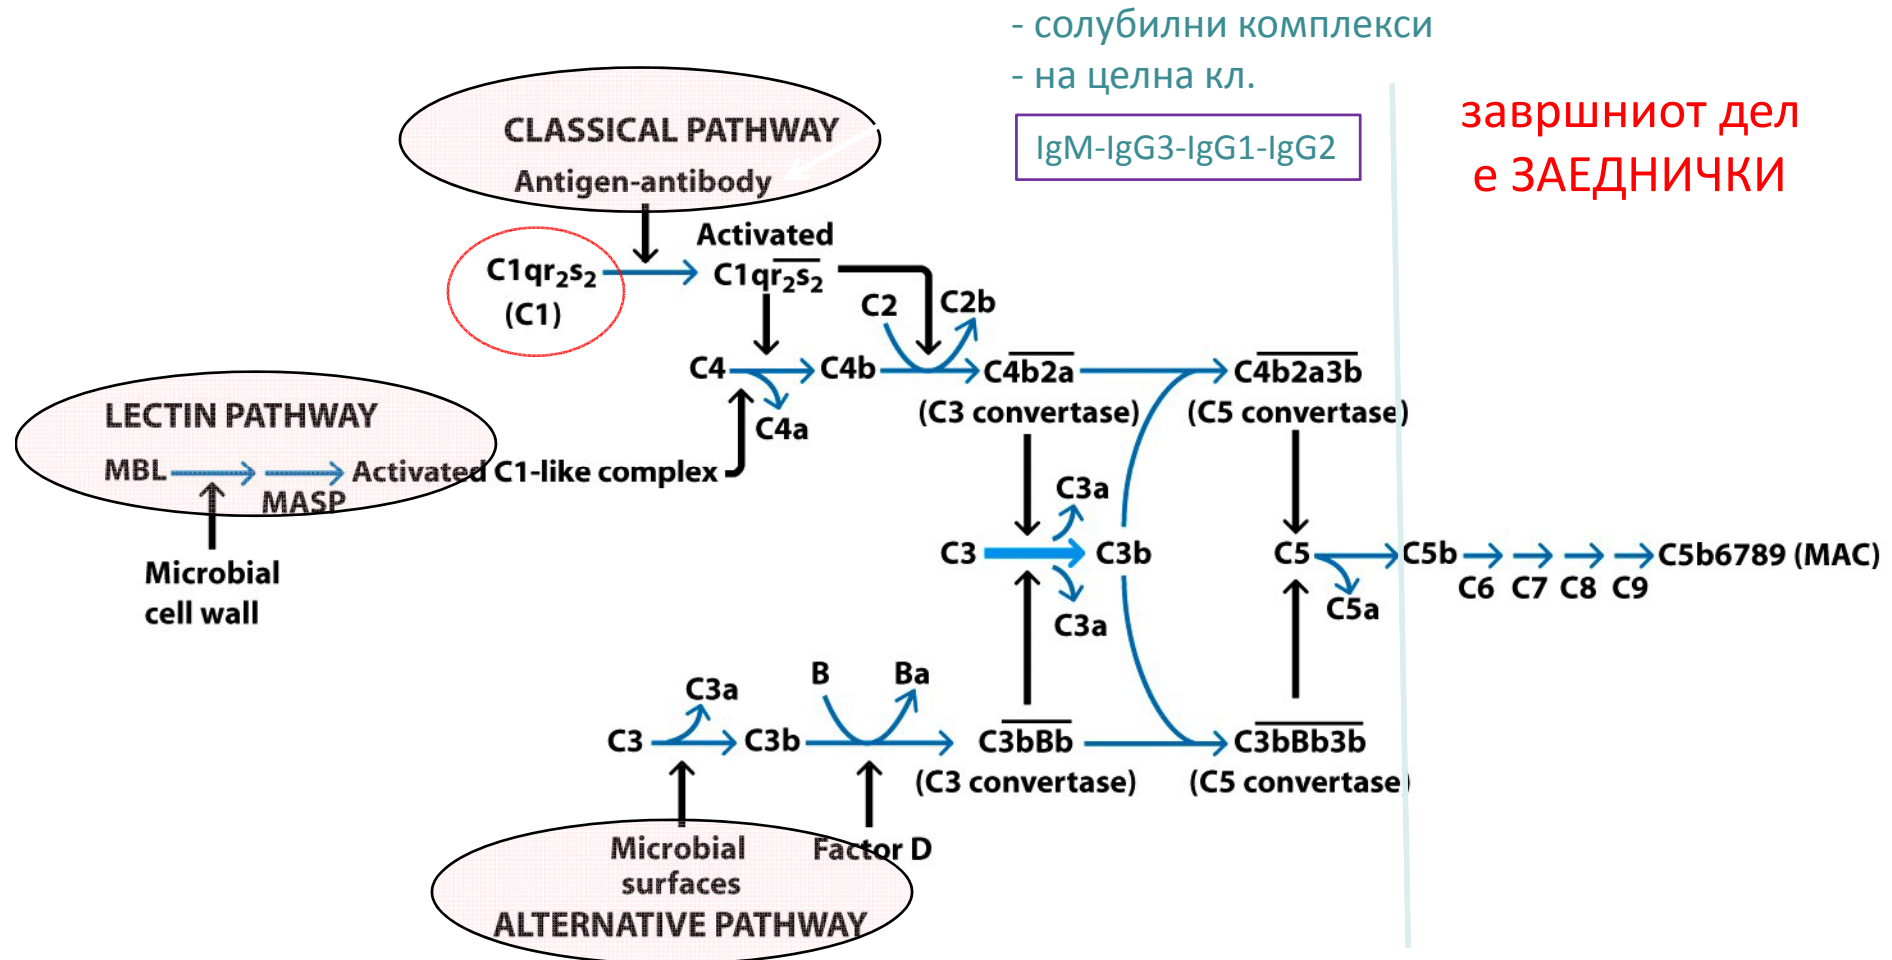 - солубилни комплекси
- на целна кл.
IgM-IgG3-IgG1-IgG2
завршниот дел
е ЗАЕДНИЧКИ
CLASSICAL PATHWAY
Antigen-antibody
Activated
C1qr2s2
(C1)
C1qr2s2
C2
C2b
C4
C4b
C4b2a
C4b2a3b
(C3 convertase)
(C5 convertase)
C4a
LECTIN PATHWAY
MBL
Activated C1-like complex
MASP
Microbial
cell wall
C3a
C3
C3b
C3a
C5
C5b
C5b6789 (MAC)
C6 C7 C8 C9
C5a
B
Ba
C3a
C3
C3b
C3bBb
C3bBb3b
(C3 convertase)
(C5 convertase)
Microbial
surfaces
Factor D
ALTERNATIVE PATHWAY